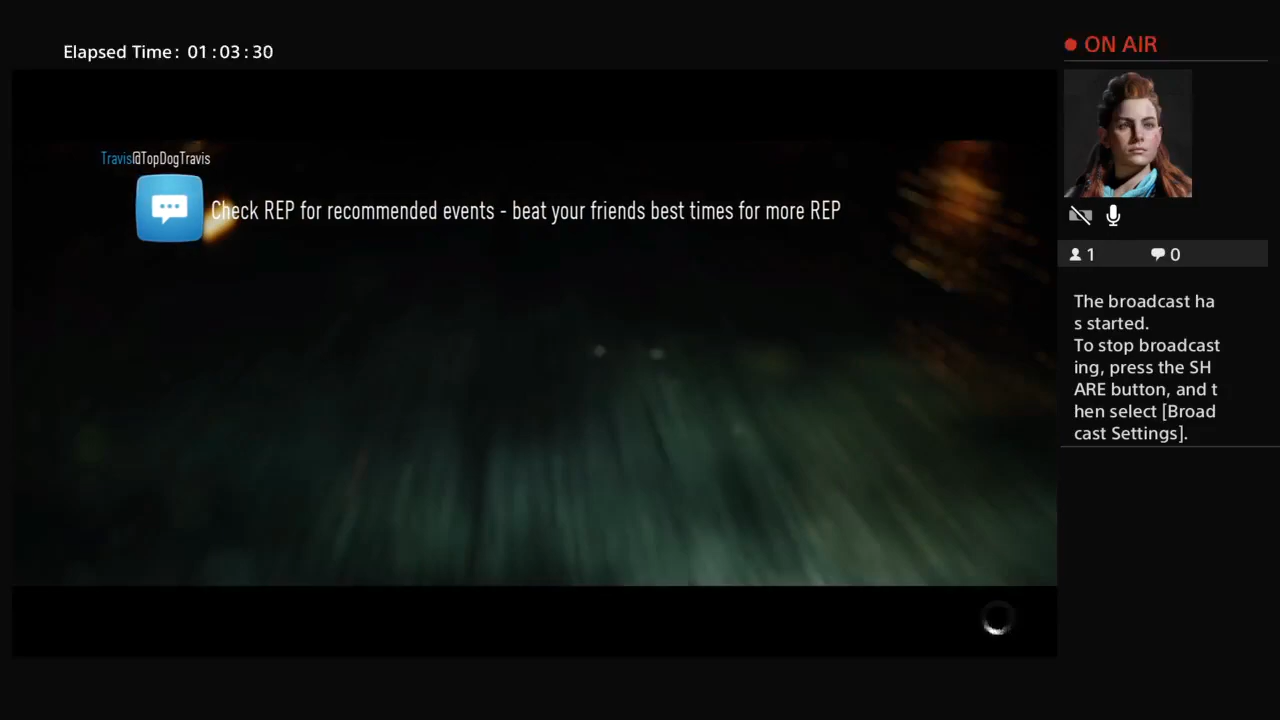 Elapsed Time: 01:03:30
ON AIR
Travis@TopDogTravis
Check REP for recommended events - beat your friends best times for more REP
1 0
The broadcast ha
s started.
To stop broadcast
ing, press the SH
ARE button, and t
hen select [Broad
cast Settings].